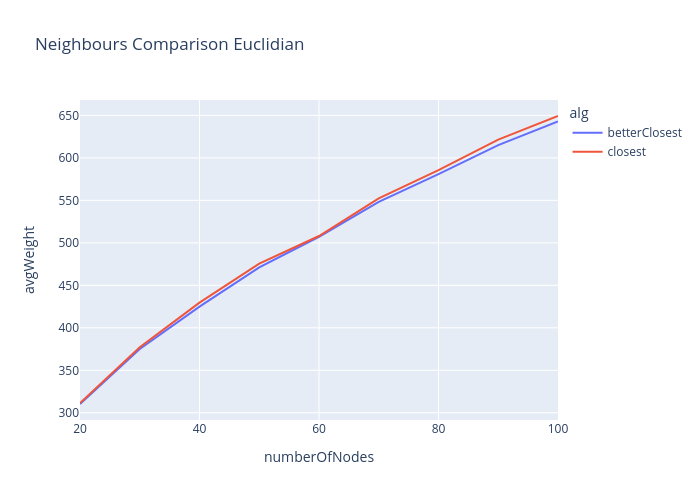 Neighbours Comparison Euclidian
alg
betterClosest
closest
avgWeight
650
600
550
500
450
400
350
300
20
40
60
80
100
numberOfNodes